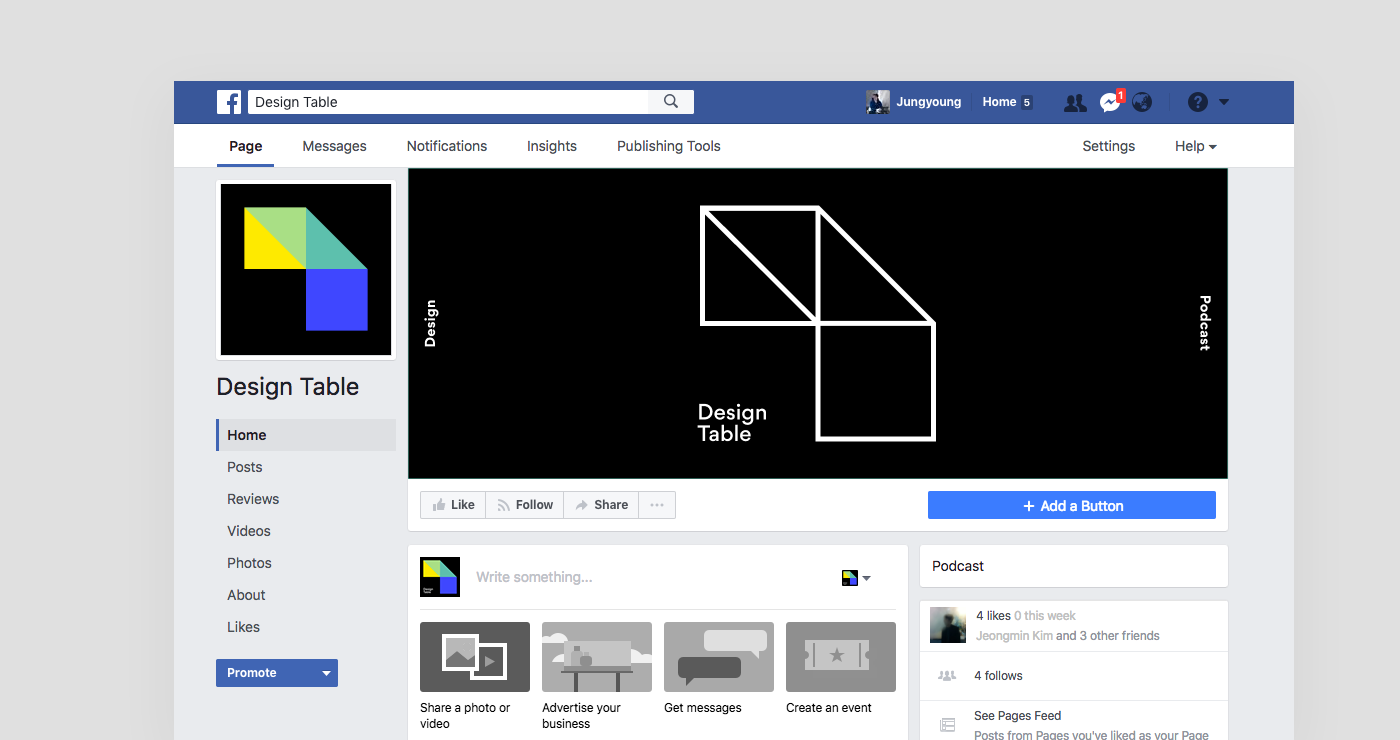 Design Table
Jungyoung
Home 5
1
?
Page
Messages
Notifications
Insights
Publishing Tools
Settings
Help
Design Table
Home
Posts
Reviews
Videos
Photos
About
Likes
Promote
Design
Design
Table
Podcast
Like
Follow
Share
+ Add a Button
Write something...
Share a photo or
video
Advertise your
business
Get messages
Create an event
Podcast
4 likes 0 this week
Jeongmin Kim and 3 other friends
4 follows
See Pages Feed
Posts from Pages you've liked as your Page